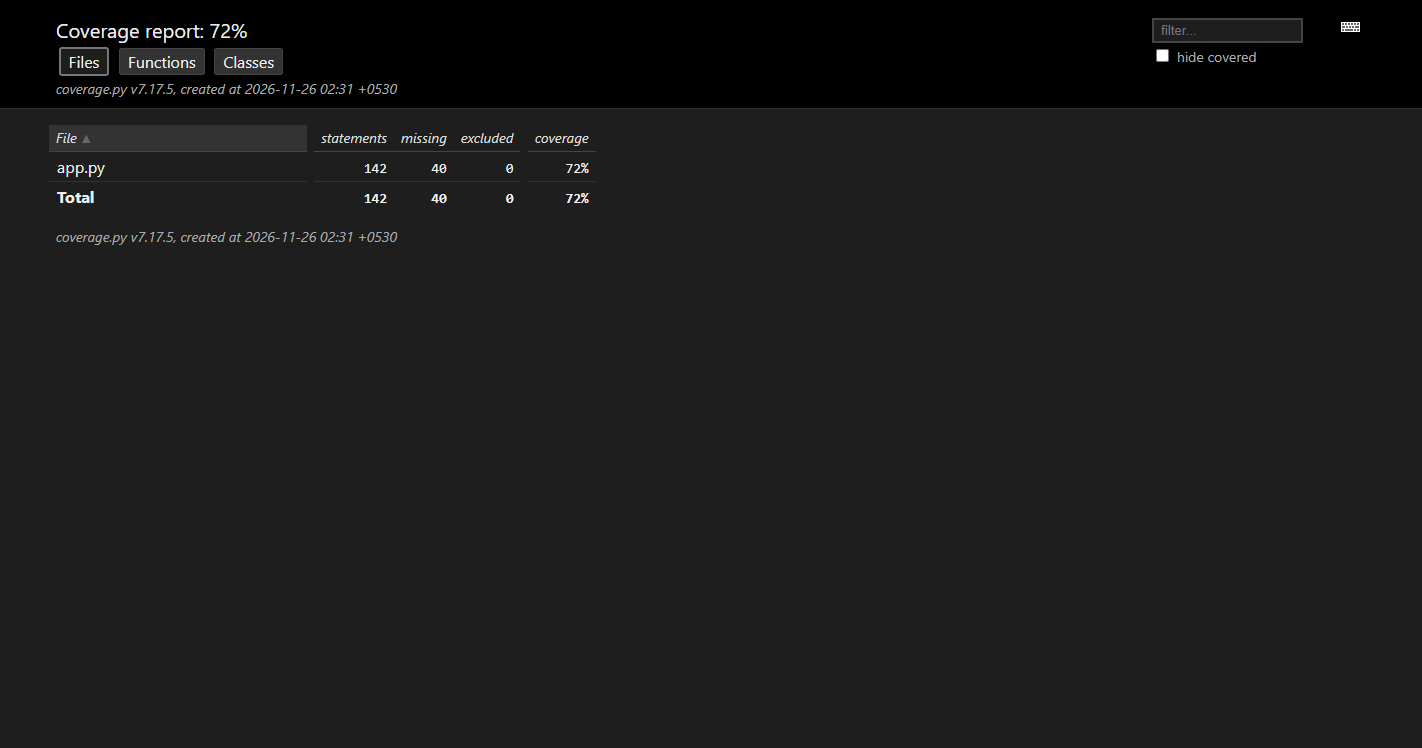 Coverage report: 72%
filter...
hide covered
Files Functions Classes
coverage.py v7.17.5, created at 2026-11-26 02:31 +0530
File ▲ statements missing excluded coverage
app.py 142 40 0 72%
Total 142 40 0 72%
coverage.py v7.17.5, created at 2026-11-26 02:31 +0530